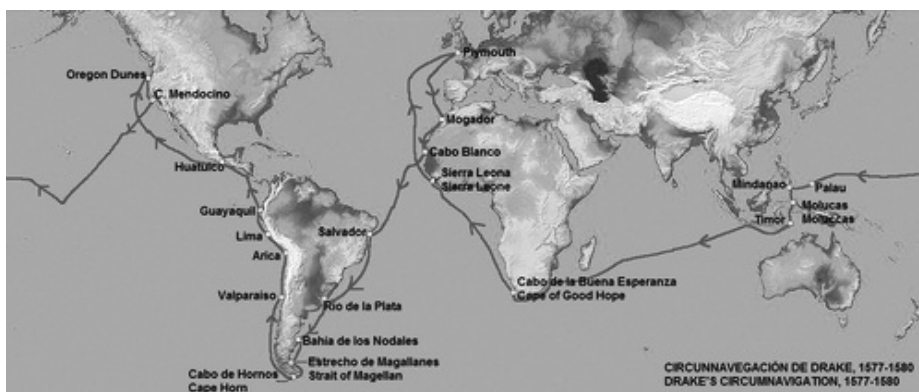 Plymouth
Oregon Dunes
C. Mendocino
Mogador
Huatulco
Cabo Blanco
Sierra Leona
Sierra Leone
Mindanao
Palau
Guayaquil
Molucas
Moluccas
Lima
Salvador
Timor
Arica
Cabo de la Buena Esperanza
Cape of Good Hope
Valparaiso
Rio de la Plata
Bahia de los Nodales
Estrecho de Magallanes
Strait of Magellan
Cabo de Hornos
Cape Horn
CIRCUNNAVEGACIÓN DE DRAKE, 1577-1580
DRAKE'S CIRCUMNAVIGATION, 1577-1580